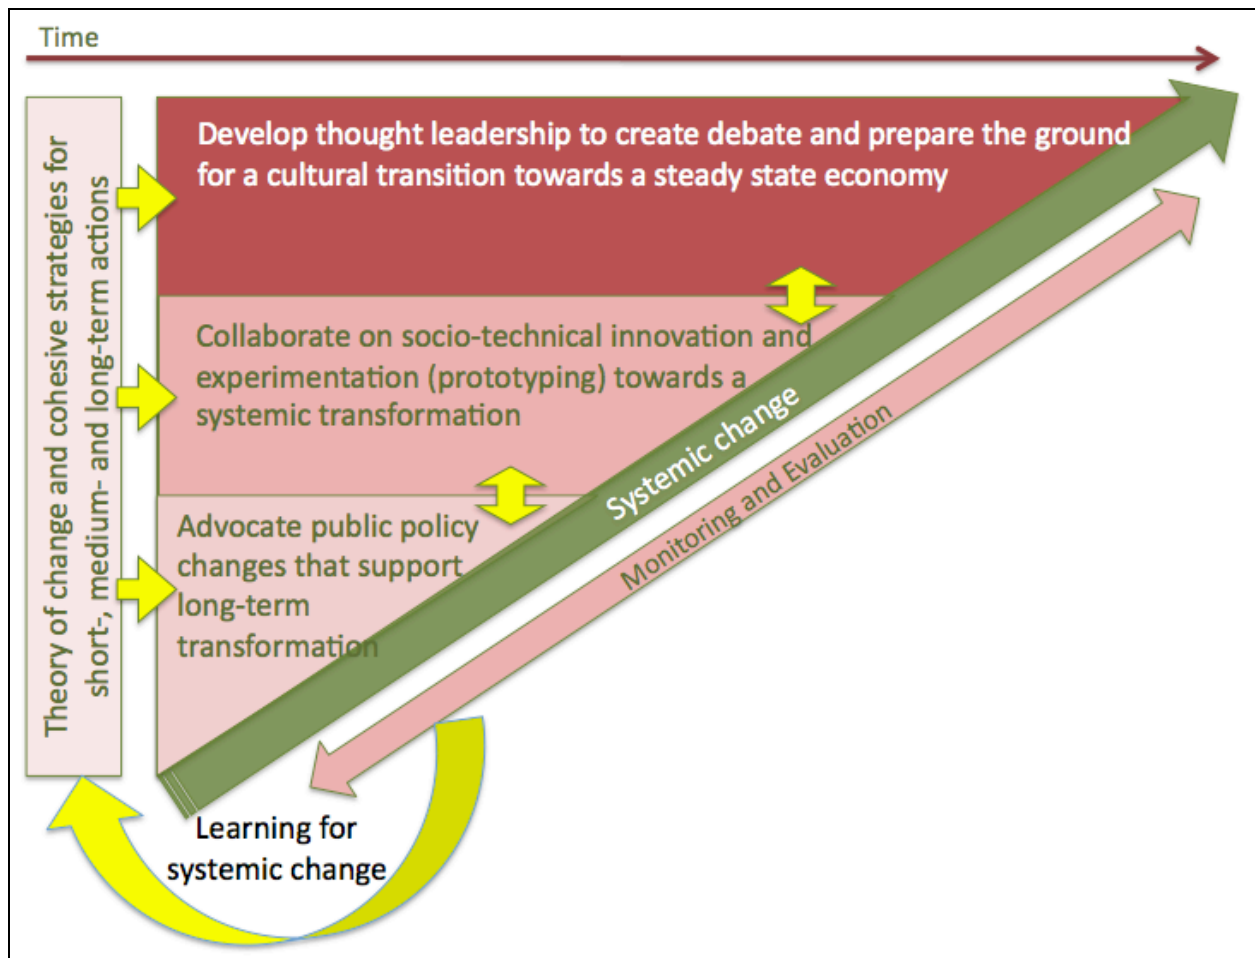 Time
Theory of change and cohesive strategies for
short-, medium- and long-term actions
Develop thought leadership to create debate and prepare the ground
for a cultural transition towards a steady state economy
Collaborate on socio-technical innovation and
experimentation (prototyping) towards a
systemic transformation
Advocate public policy
changes that support
long-term
transformation
Systemic change
Monitoring and Evaluation
Learning for
systemic change